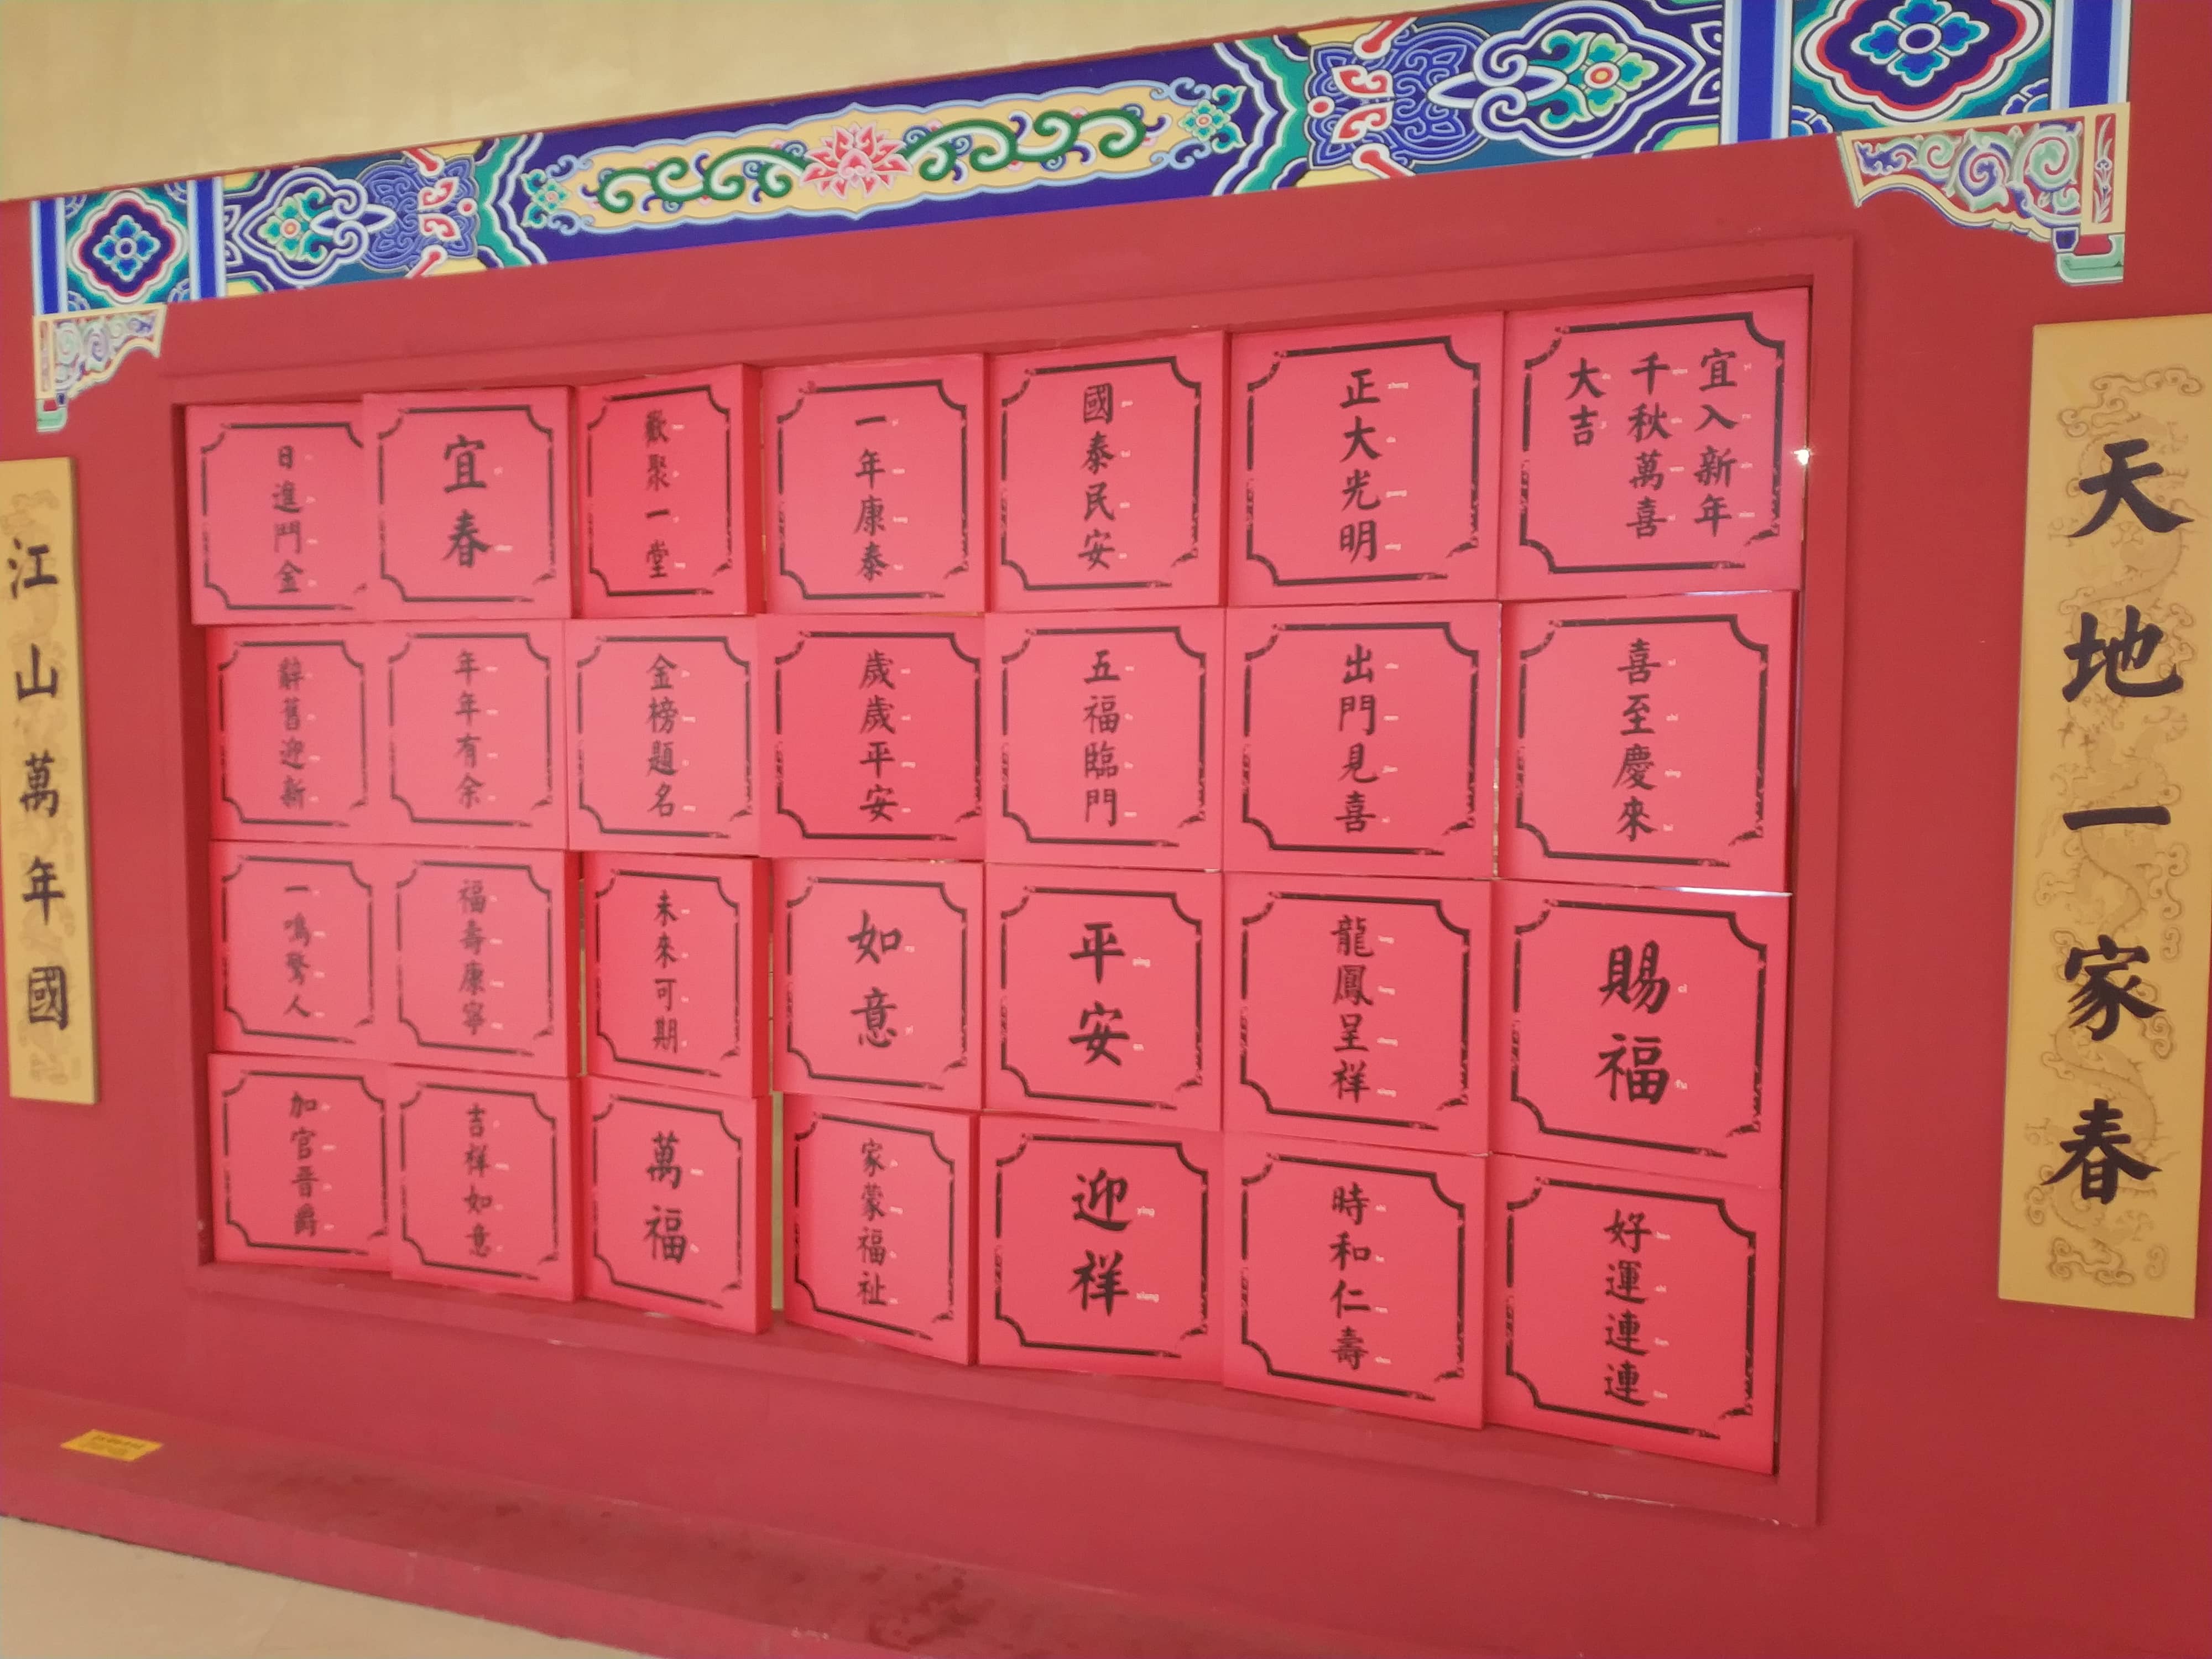 天地一家春
宜入新年
千秋萬喜
大吉
正大光明
國泰民安
一年康泰
歡聚一堂
宜春
日進鬥金
喜至慶來
出門見喜
五福臨門
歲歲平安
金榜題名
年年有余
辭舊迎新
賜福
龍鳳呈祥
平安
如意
未來可期
福壽康寧
一鳴驚人
好運連連
時和仁壽
迎祥
家蒙福祉
萬福
吉祥如意
加官晋爵
江山萬年國